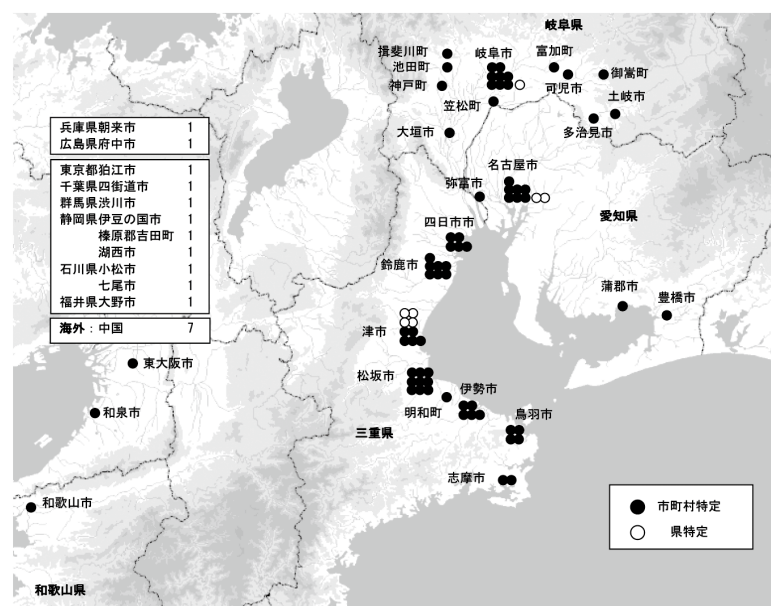 岐阜県
揖斐川町
岐阜市
富加町
池田町
御嵩町
神戸町
可児市
土岐市
笠松町
大垣市
多治見市
兵庫県朝来市 1
広島県府中市 1
東京都狛江市 1
千葉県四街道市 1
群馬県渋川市 1
静岡県伊豆の国市 1
榛原郡吉田町 1
湖西市 1
石川県小松市 1
七尾市 1
福井県大野市 1
海外：中国 7
名古屋市
弥富市
愛知県
四日市市
鈴鹿市
蒲郡市
豊橋市
津市
東大阪市
松坂市
伊勢市
和泉市
明和町
鳥羽市
三重県
志摩市
和歌山市
市町村特定
県特定
和歌山県